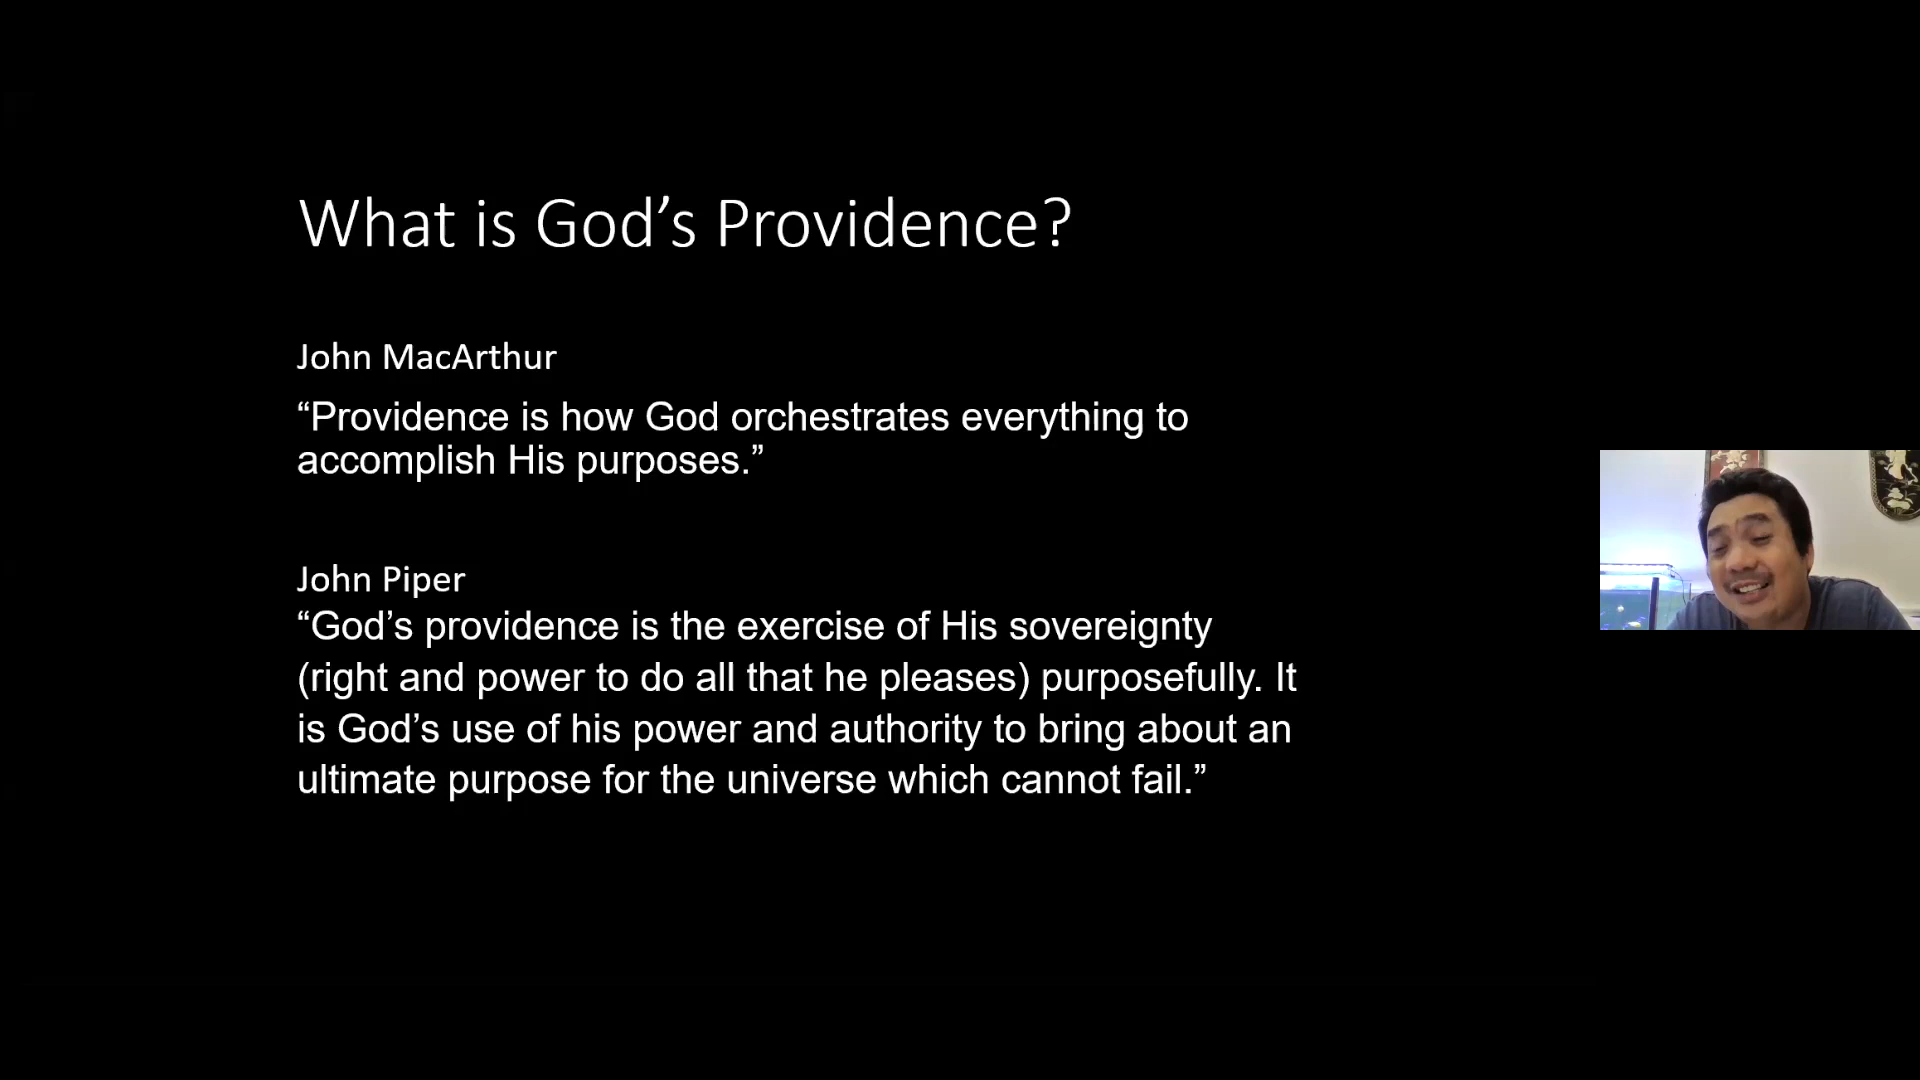 What is God’s Providence?
John MacArthur
“Providence is how God orchestrates everything to
accomplish His purposes.”
John Piper
“God’s providence is the exercise of His sovereignty
(right and power to do all that he pleases) purposefully. It
is God’s use of his power and authority to bring about an
ultimate purpose for the universe which cannot fail.”